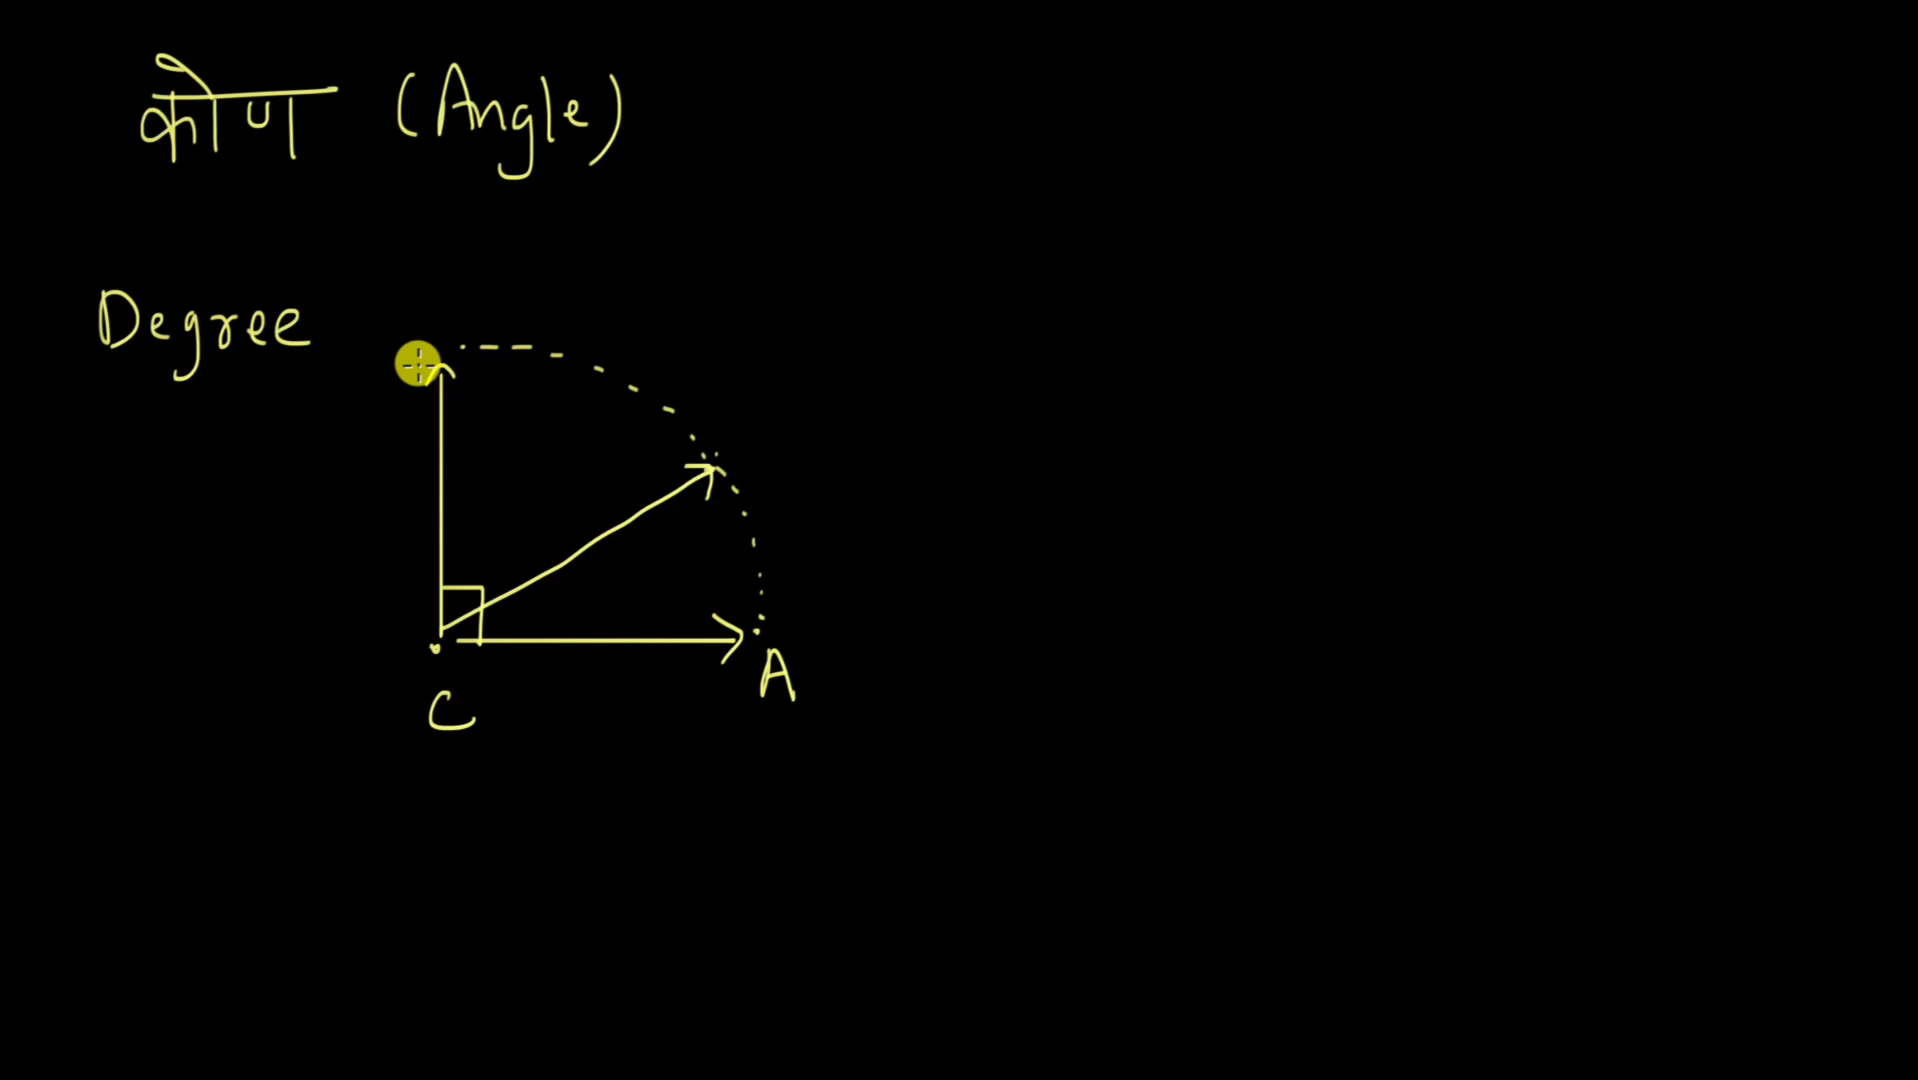 कोण (Angle)
Degree
A
C